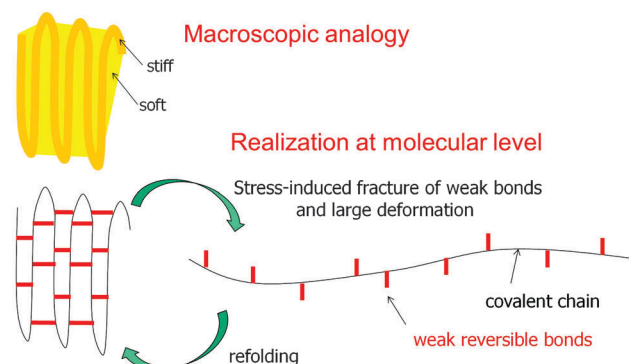 Macroscopic analogy
stiff
soft
Realization at molecular level
Stress-induced fracture of weak bonds
and large deformation
covalent chain
weak reversible bonds
refolding